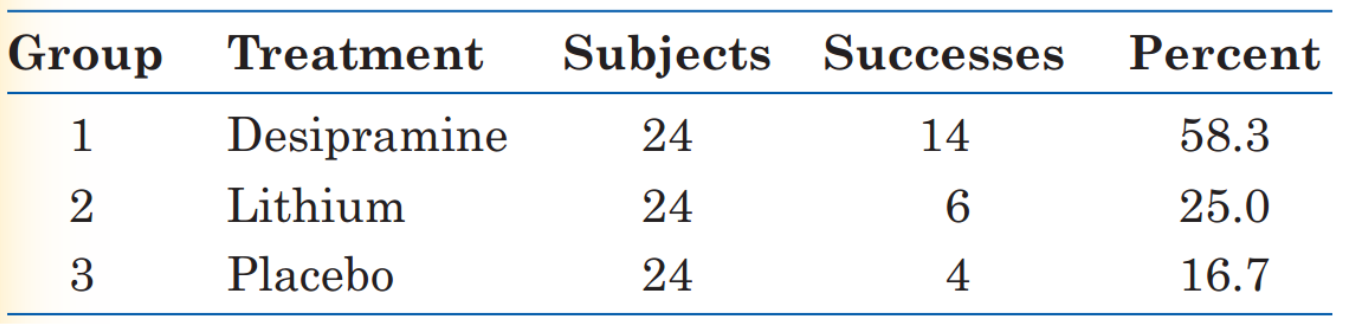 Group Treatment Subjects Successes Percent
1 Desipramine 24 14 58.3
2 Lithium 24 6 25.0
3 Placebo 24 4 16.7